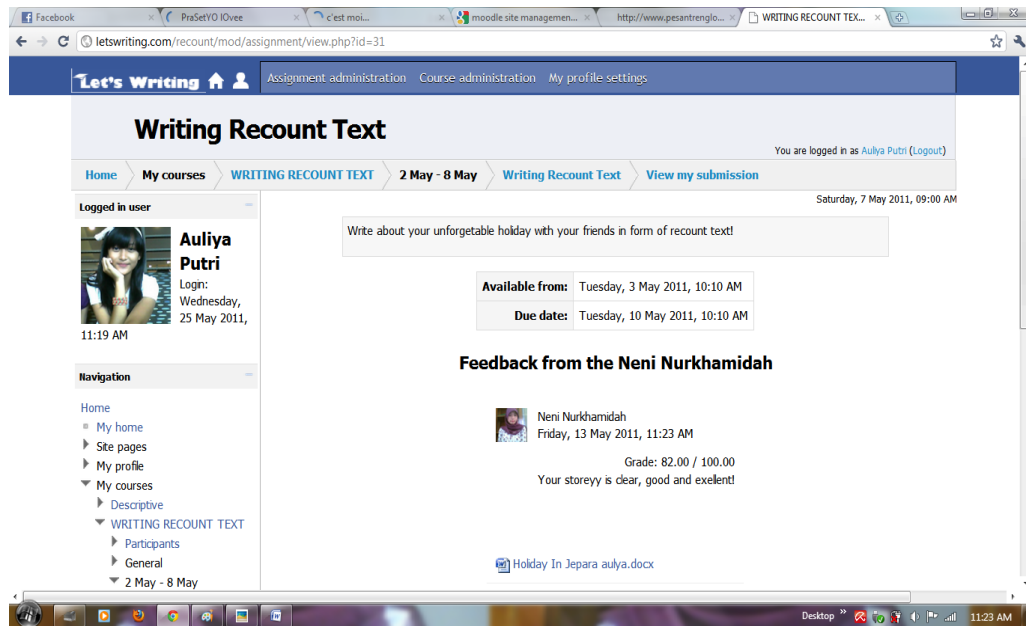 Facebook
PraSetYO lOvee
c'est moi...
moodle site managemen...
http://www.pesantrenglo...
WRITING RECOUNT TEX...
letswriting.com/recount/mod/assignment/view.php?id=31
Let's Writing
Assignment administration Course administration My profile settings
Writing Recount Text
You are logged in as Auliya Putri (Logout)
Home My courses WRITING RECOUNT TEXT 2 May - 8 May Writing Recount Text View my submission
Saturday, 7 May 2011, 09:00 AM
Logged in user
Auliya
Putri
Login:
Wednesday,
25 May 2011,
11:19 AM
Write about your unforgetable holiday with your friends in form of recount text!
Available from: Tuesday, 3 May 2011, 10:10 AM
Due date: Tuesday, 10 May 2011, 10:10 AM
Feedback from the Neni Nurkhamidah
Neni Nurkhamidah
Friday, 13 May 2011, 11:23 AM
Grade: 82.00 / 100.00
Your storeyy is clear, good and exellent!
Holiday In Jepara aulya.docx
Navigation
Home
My home
Site pages
My profile
My courses
Descriptive
WRITING RECOUNT TEXT
Participants
General
2 May - 8 May
Desktop
11:23 AM